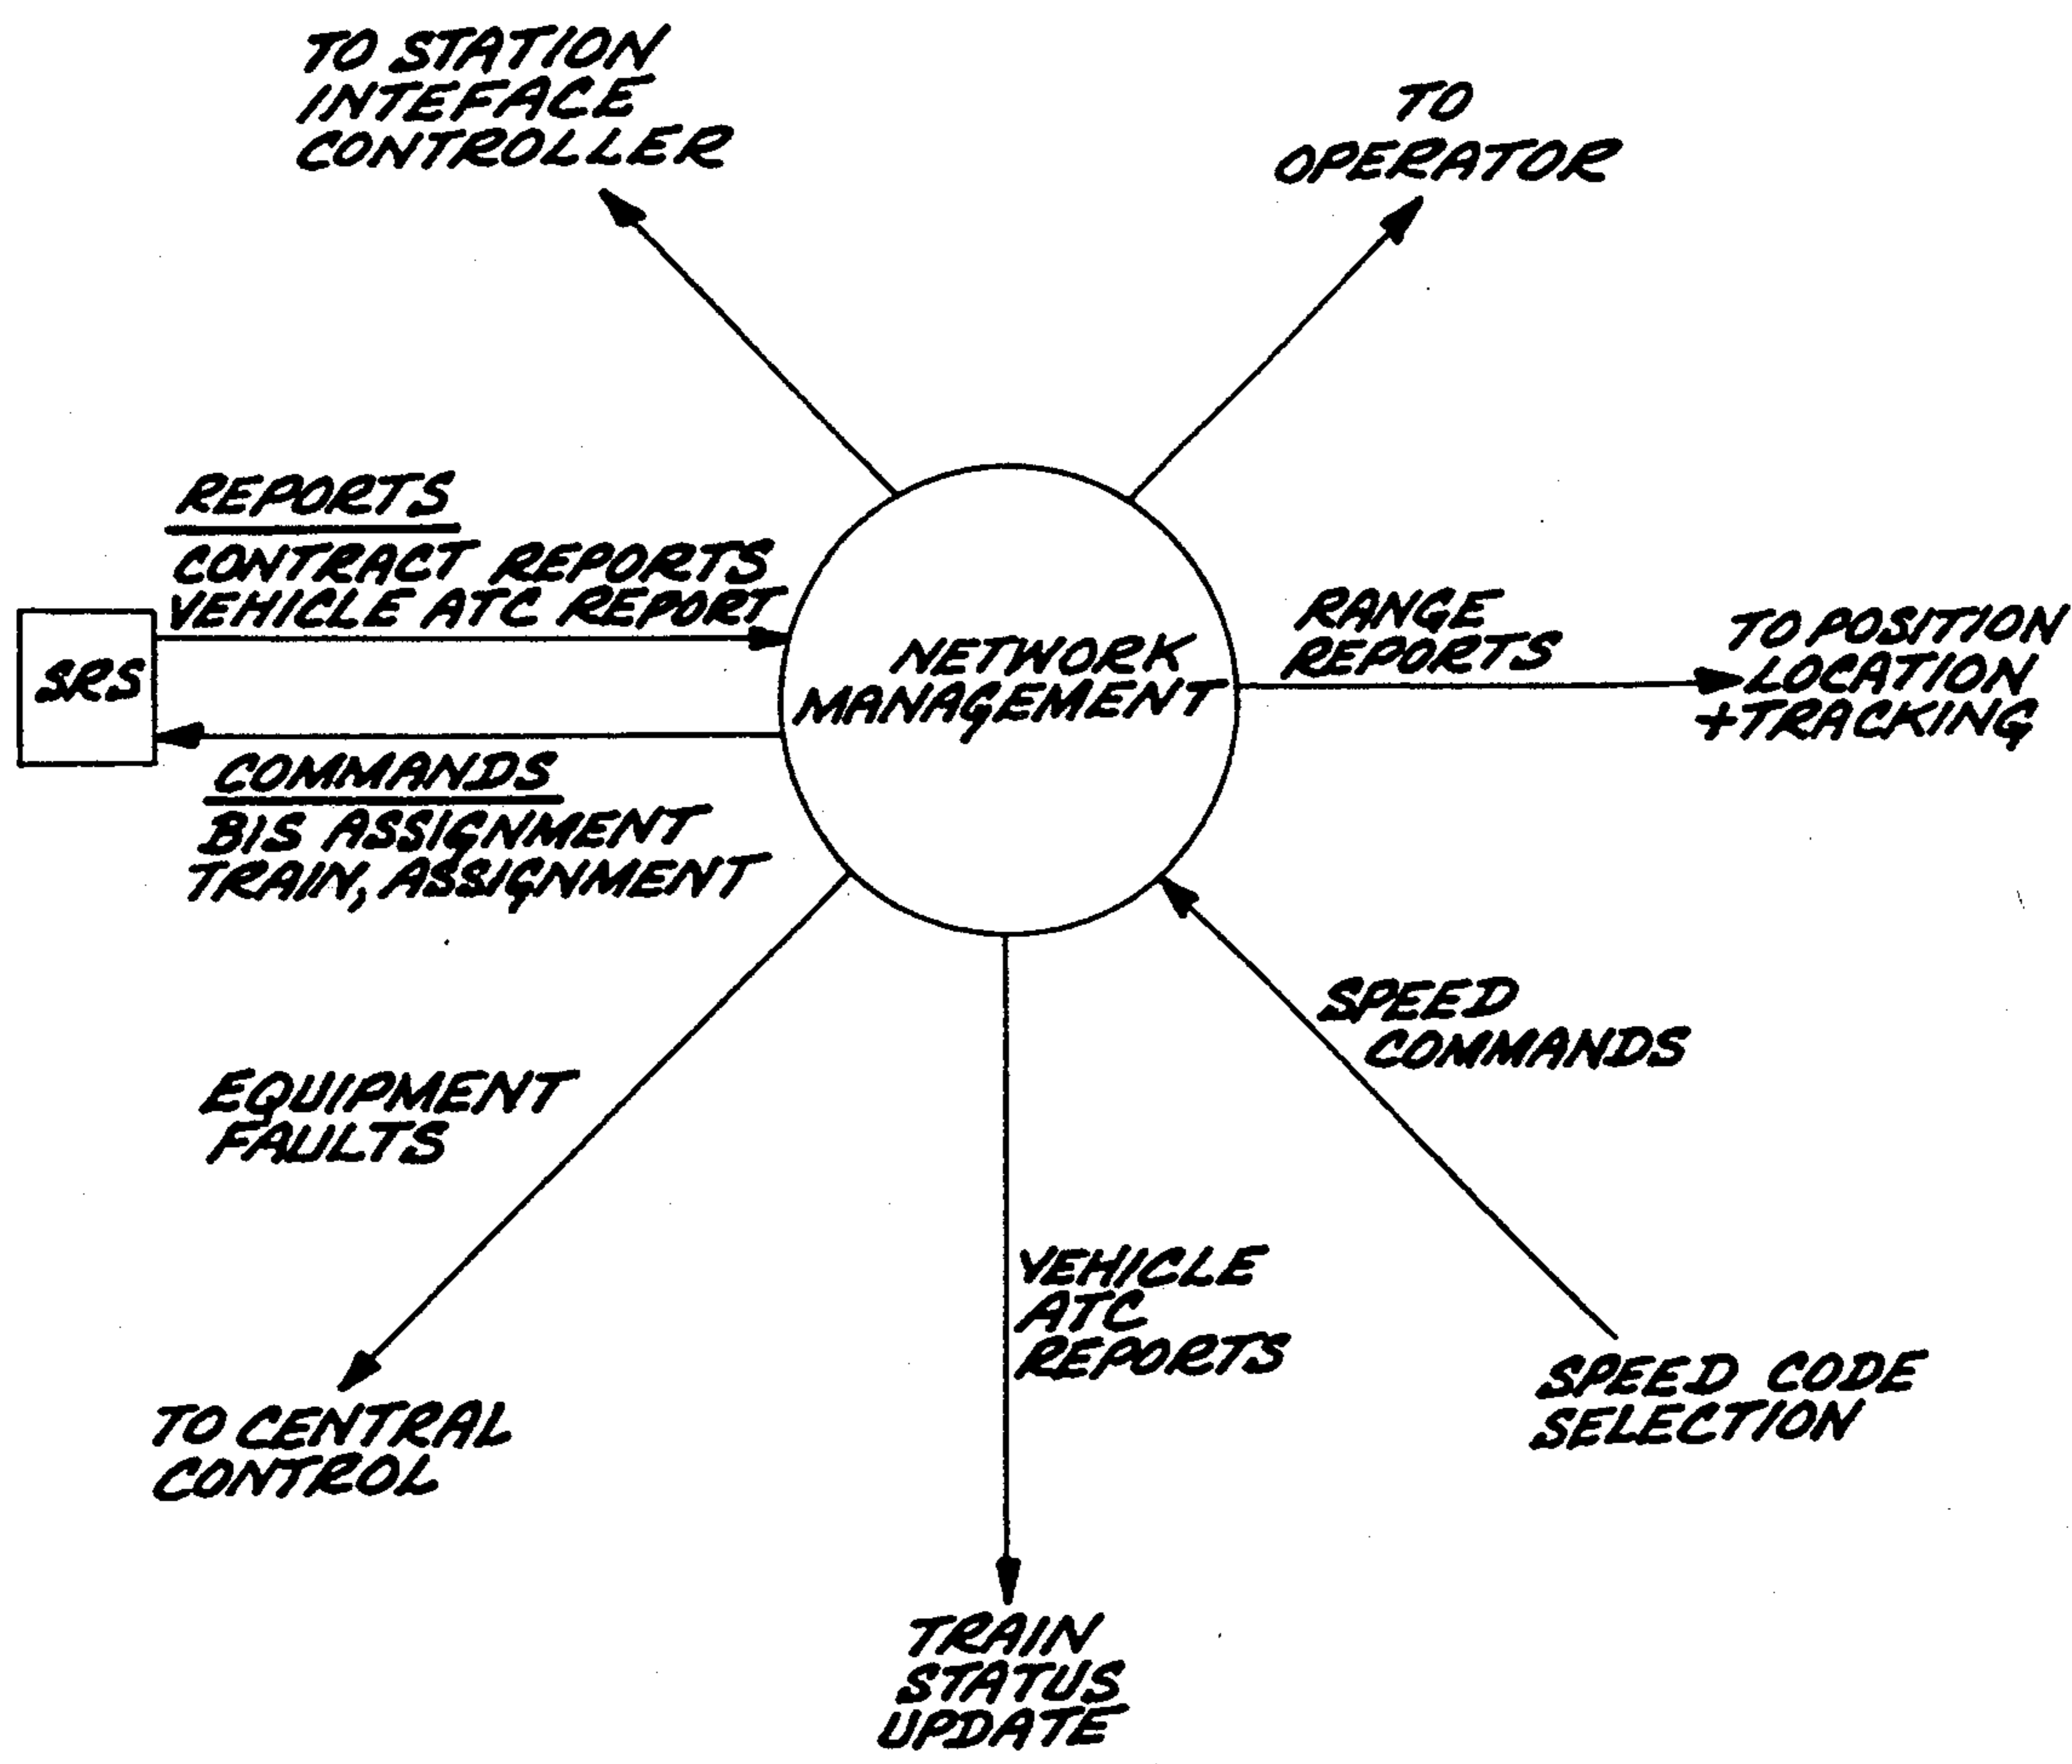 TO STATION
INTEFACE
CONTROLLER
TO
OPERATOR
REPORTS
CONTRACT REPORTS
VEHICLE ATC REPORT
SRS
COMMANDS
BIS ASSIGNMENT
TRAIN, ASSIGNMENT
NETWORK
MANAGEMENT
RANGE
REPORTS
TO POSITION
LOCATION
+TRACKING
SPEED
COMMANDS
EQUIPMENT
FAULTS
VEHICLE
ATC
REPORTS
SPEED CODE
SELECTION
TO CENTRAL
CONTROL
TRAIN
STATUS
UPDATE